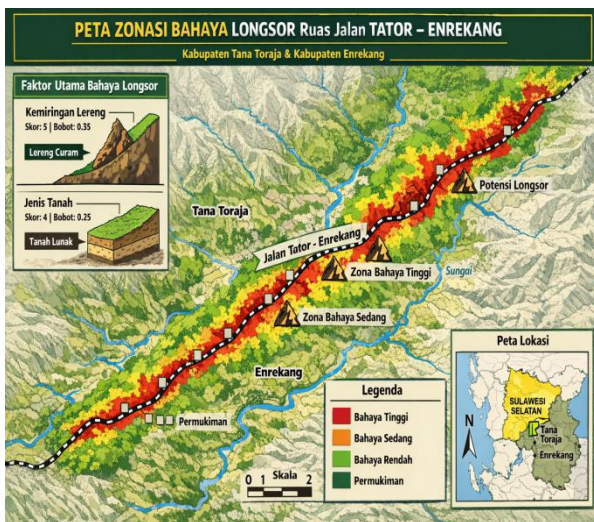 PETA ZONASI BAHAYA LONGSOR Ruas Jalan TATOR – ENREKANG
Kabupaten Tana Toraja & Kabupaten Enrekang
Faktor Utama Bahaya Longsor
Kemiringan Lereng
Skor: 5 | Bobot: 0.35
Lereng Curam
Jenis Tanah
Skor: 4 | Bobot: 0.25
Tanah Lunak
Tana Toraja
Potensi Longsor
Jalan Tator - Enrekang
Zona Bahaya Tinggi
Sungai
Zona Bahaya Sedang
Enrekang
Permukiman
Legenda
Bahaya Tinggi
Bahaya Sedang
Bahaya Rendah
Permukiman
Skala
0 1 2
Peta Lokasi
SULAWESI
SELATAN
Tana
Toraja
Enrekang
N